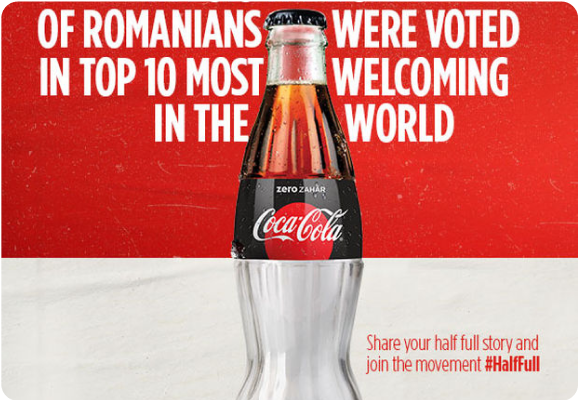 OF ROMANIANS WERE VOTED
IN TOP 10 MOST WELCOMING
IN THE WORLD
zero ZAHĂR
Coca-Cola
Share your half full story and
join the movement #HalfFull